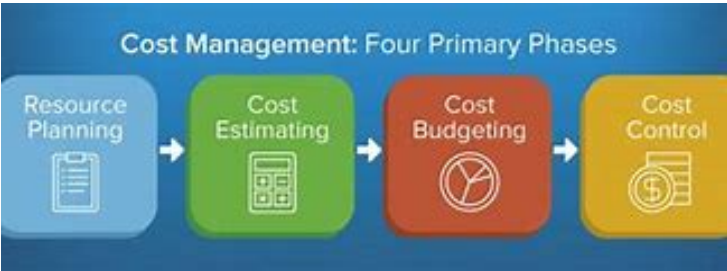 Cost Management: Four Primary Phases
Resource
Planning
Cost
Estimating
Cost
Budgeting
Cost
Control